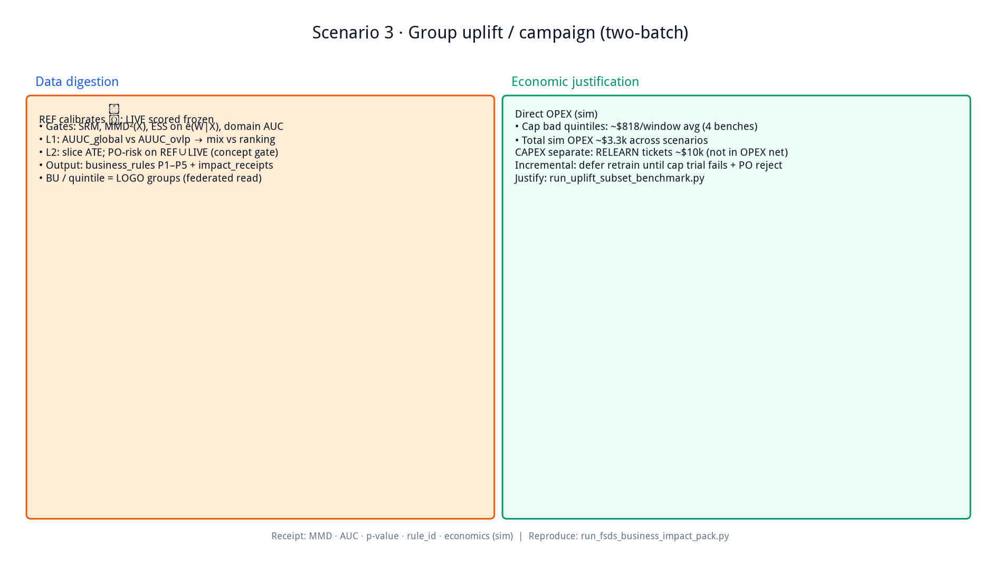 Scenario 3 · Group uplift / campaign (two-batch)
Data digestion
REF calibrates ; LIVE scored frozen
• Gates: SRM, MMD²(X), ESS on ê(W|X), domain AUC
• L1: AUUC_global vs AUUC_ovlp → mix vs ranking
• L2: slice ATE; PO-risk on REF∪LIVE (concept gate)
• Output: business_rules P1–P5 + impact_receipts
• BU / quintile = LOGO groups (federated read)
Economic justification
Direct OPEX (sim)
• Cap bad quintiles: ~$818/window avg (4 benches)
• Total sim OPEX ~$3.3k across scenarios
CAPEX separate: RELEARN tickets ~$10k (not in OPEX net)
Incremental: defer retrain until cap trial fails + PO reject
Justify: run_uplift_subset_benchmark.py
Receipt: MMD · AUC · p-value · rule_id · economics (sim) | Reproduce: run_fsds_business_impact_pack.py